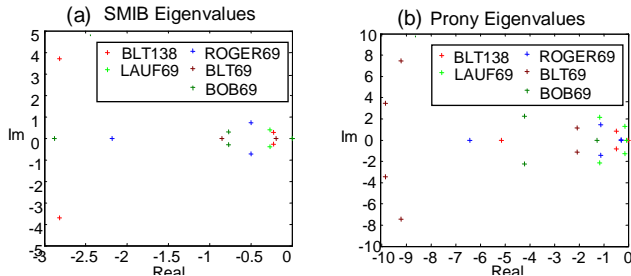 (a) SMIB Eigenvalues
5
4
3
2
1
0
-1
-2
-3
-4
-5
Im
BLT138
ROGER69
LAUF69
BLT69
BOB69
-3
-2.5
-2
-1.5
-1
-0.5
0
Real
(b) Prony Eigenvalues
10
8
6
4
2
0
-2
-4
-6
-8
-10
Im
BLT138
ROGER69
LAUF69
BLT69
BOB69
-10
-9
-8
-7
-6
-5
-4
-3
-2
-1
0
Real